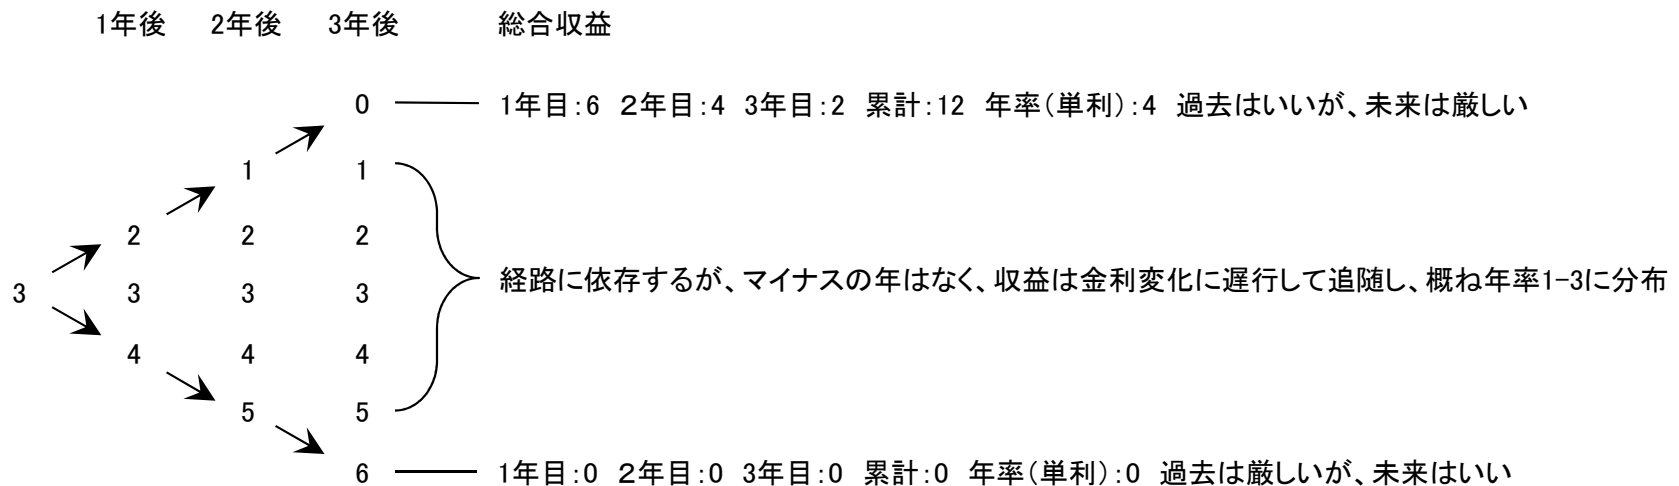 1年後 2年後 3年後 総合収益
0 1年目:6 2年目:4 3年目:2 累計:12 年率(単利):4 過去はいいが、未来は厳しい
1 1
2 2 2
経路に依存するが、マイナスの年はなく、収益は金利変化に遅行して追随し、概ね年率1-3に分布
3 3 3 3
4 4 4
5 5
6 1年目:0 2年目:0 3年目:0 累計:0 年率(単利):0 過去は厳しいが、未来はいい